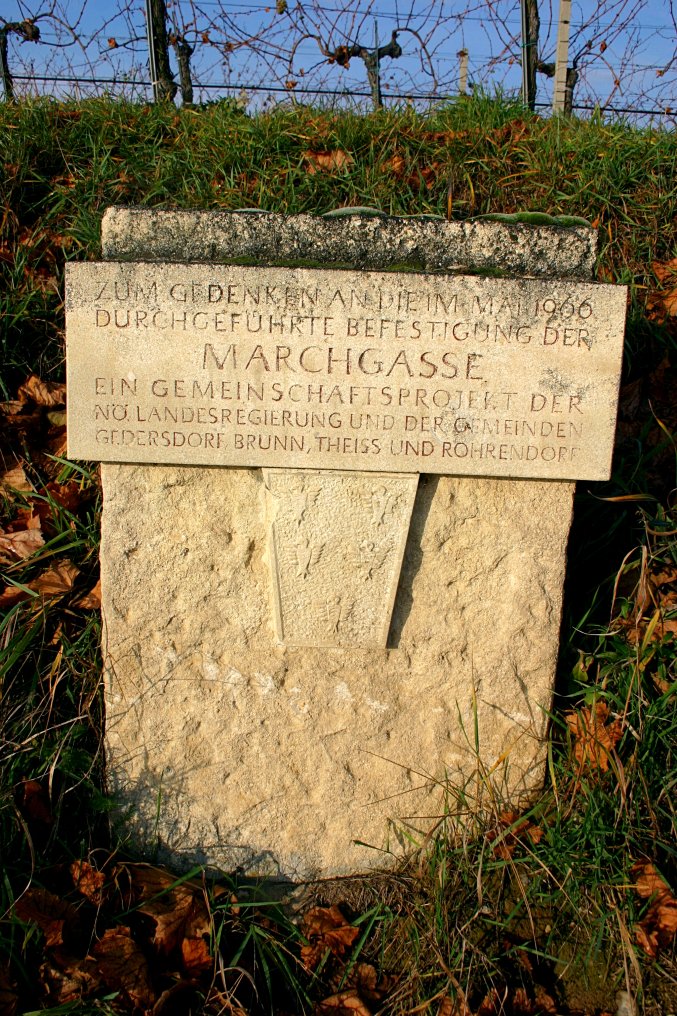 ZUM GEDENKEN AN DIE IM MAI 1966
DURCHGEFÜHRTE BEFESTIGUNG DER
MARCHGASSE
EIN GEMEINSCHAFTSPROJEKT DER
NÖ. LANDESREGIERUNG UND DER GEMEINDEN
GEDERSDORF, BRUNN, THEISS UND ROHRENDORF